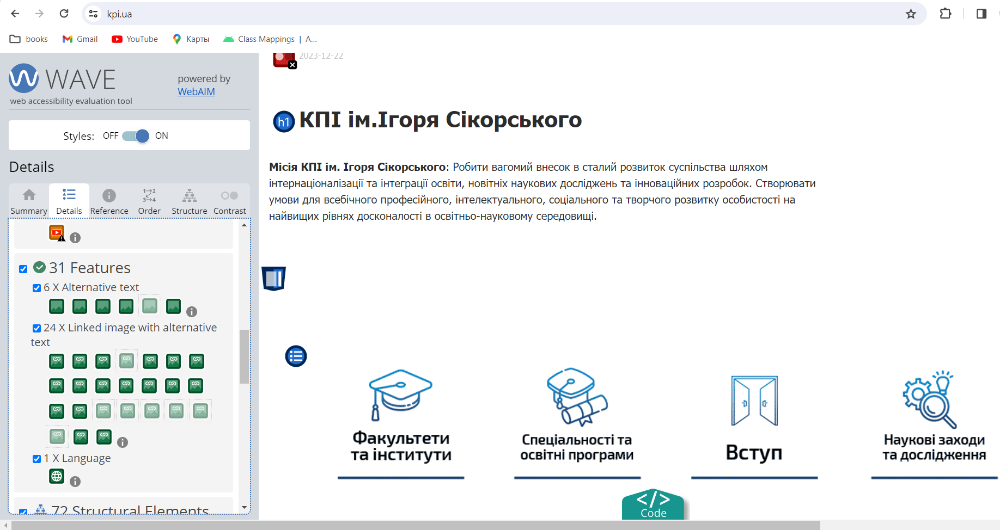 kpi.ua
books
Gmail
YouTube
Карты
Class Mappings | A...
WAVE
web accessibility evaluation tool
powered by
WebAIM
Styles: OFF ON
Details
Summary
Details
Reference
1 2
3 4
Order
Structure
Contrast
31 Features
6 X Alternative text
24 X Linked image with alternative
text
1 X Language
72 Structural Elements
2023-12-22
h1
КПІ ім.Ігоря Сікорського
Місія КПІ ім. Ігоря Сікорського: Робити вагомий внесок в сталий розвиток суспільства шляхом
інтернаціоналізації та інтеграції освіти, новітніх наукових досліджень та інноваційних розробок. Створювати
умови для всебічного професійного, інтелектуального, соціального та творчого розвитку особистості на
найвищих рівнях досконалості в освітньо-науковому середовищі.
Факультети
та інститути
Спеціальності та
освітні програми
Вступ
Наукові заходи
та дослідження
</>
Code